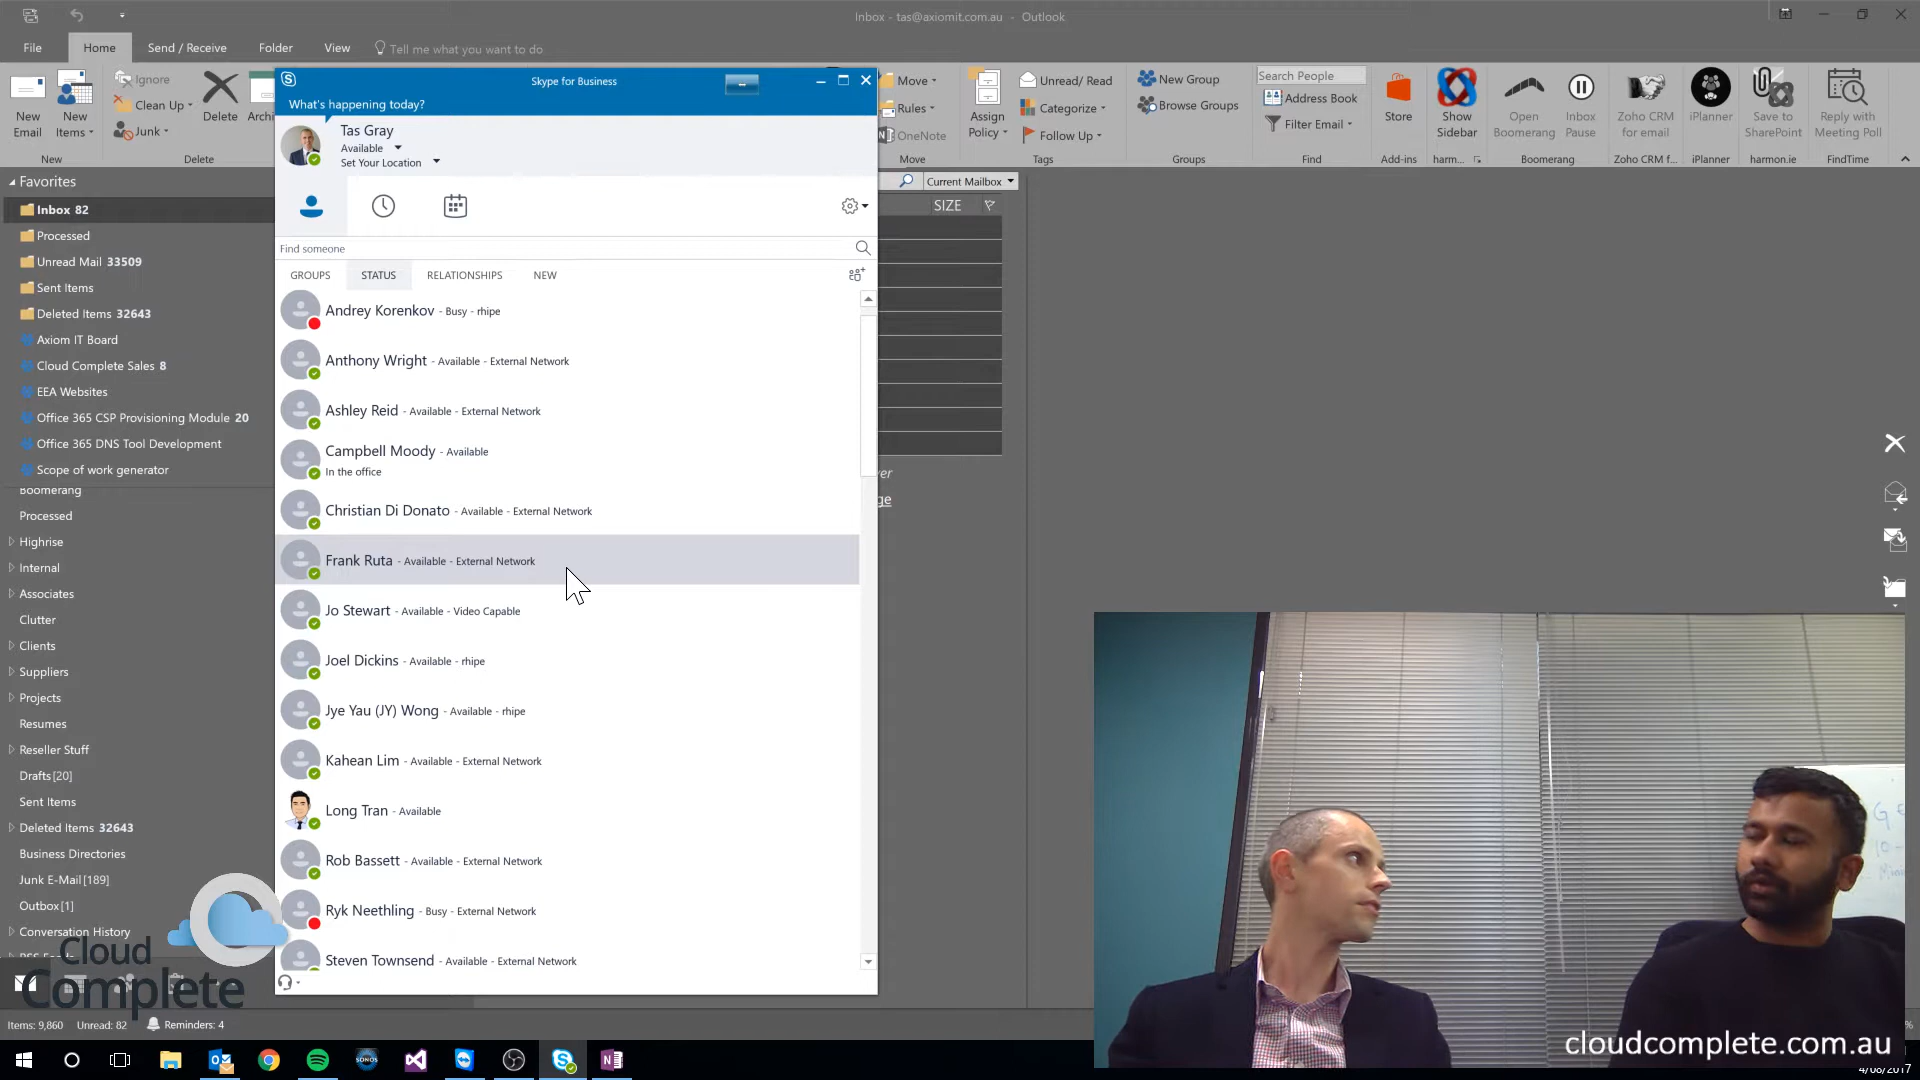 Inbox - tas@axiomit.com.au - Outlook
File
Home
Send / Receive
Folder
View
Tell me what you want to do
New Email
New Items
Ignore
Clean Up
Junk
Delete
Archi
New
Delete
Move
Rules
OneNote
Move
Assign Policy
Unread/ Read
Categorize
Follow Up
Tags
New Group
Browse Groups
Groups
Search People
Address Book
Filter Email
Find
Store
Add-ins
Show Sidebar
harm...
Open Boomerang
Inbox Pause
Boomerang
Zoho CRM for email
Zoho CRM f...
iPlanner
iPlanner
Save to SharePoint
harmon.ie
Reply with Meeting Poll
FindTime
Favorites
Inbox 82
Processed
Unread Mail 33509
Sent Items
Deleted Items 32643
Axiom IT Board
Cloud Complete Sales 8
EEA Websites
Office 365 CSP Provisioning Module 20
Office 365 DNS Tool Development
Scope of work generator
Boomerang
Processed
Highrise
Internal
Associates
Clutter
Clients
Suppliers
Projects
Resumes
Reseller Stuff
Drafts [20]
Sent Items
Deleted Items 32643
Business Directories
Junk E-Mail [189]
Outbox [1]
Conversation History
Items: 9,860 Unread: 82 Reminders: 4
Cloud
Complete
Skype for Business
What's happening today?
Tas Gray
Available
Set Your Location
Find someone
GROUPS
STATUS
RELATIONSHIPS
NEW
Andrey Korenkov - Busy - rhipe
Anthony Wright - Available - External Network
Ashley Reid - Available - External Network
Campbell Moody - Available
In the office
Christian Di Donato - Available - External Network
Frank Ruta - Available - External Network
Jo Stewart - Available - Video Capable
Joel Dickins - Available - rhipe
Jye Yau (JY) Wong - Available - rhipe
Kahean Lim - Available - External Network
Long Tran - Available
Rob Bassett - Available - External Network
Ryk Neethling - Busy - External Network
Steven Townsend - Available - External Network
Current Mailbox
SIZE
ver
ge
SONOS
cloudcomplete.com.au
4/08/2017